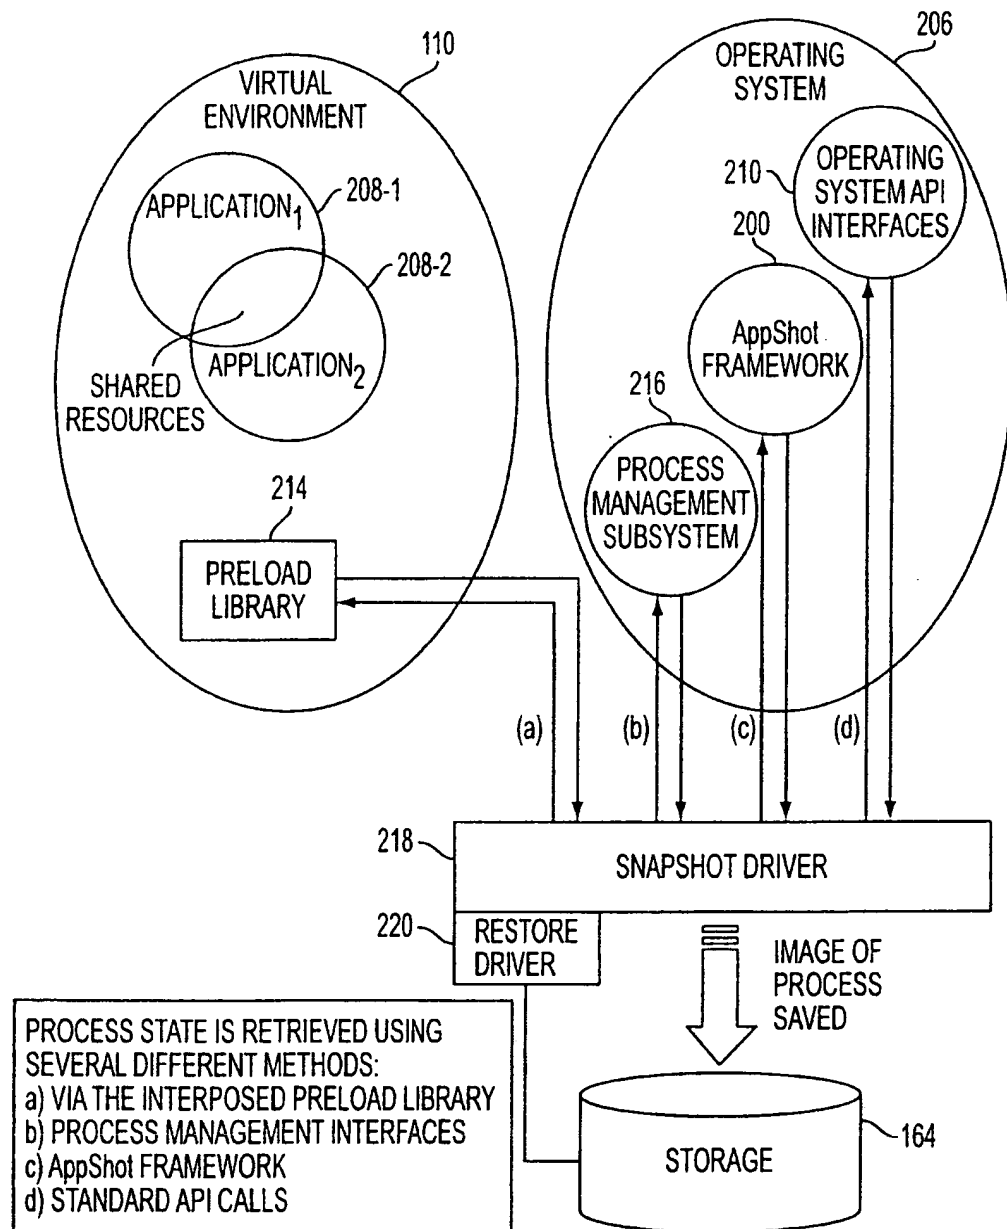 110
VIRTUAL
ENVIRONMENT
APPLICATION1
208-1
208-2
APPLICATION2
SHARED
RESOURCES
214
PRELOAD
LIBRARY
206
OPERATING
SYSTEM
210
OPERATING
SYSTEM API
INTERFACES
200
AppShot
FRAMEWORK
216
PROCESS
MANAGEMENT
SUBSYSTEM
(a)
(b)
(c)
(d)
218
SNAPSHOT DRIVER
220
RESTORE
DRIVER
IMAGE OF
PROCESS
SAVED
PROCESS STATE IS RETRIEVED USING
SEVERAL DIFFERENT METHODS:
a) VIA THE INTERPOSED PRELOAD LIBRARY
b) PROCESS MANAGEMENT INTERFACES
c) AppShot FRAMEWORK
d) STANDARD API CALLS
STORAGE
164